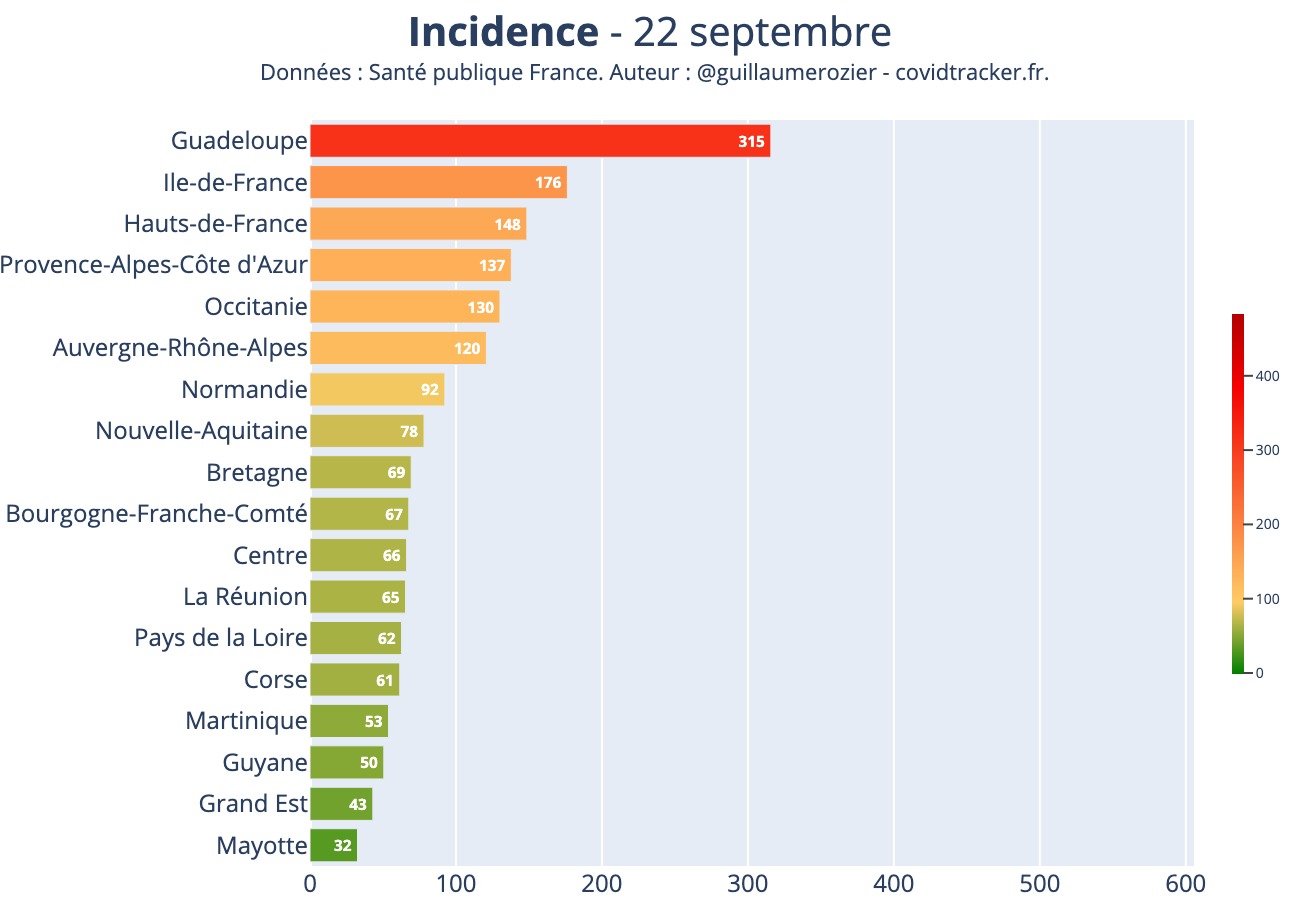 Incidence - 22 septembre
Données : Santé publique France. Auteur : @guillaumerozier - covidtracker.fr.
Guadeloupe 315
Ile-de-France 176
Hauts-de-France 148
Provence-Alpes-Côte d'Azur 137
Occitanie 130
Auvergne-Rhône-Alpes 120
Normandie 92
Nouvelle-Aquitaine 78
Bretagne 69
Bourgogne-Franche-Comté 67
Centre 66
La Réunion 65
Pays de la Loire 62
Corse 61
Martinique 53
Guyane 50
Grand Est 43
Mayotte 32
0 100 200 300 400 500 600
400
300
200
100
0